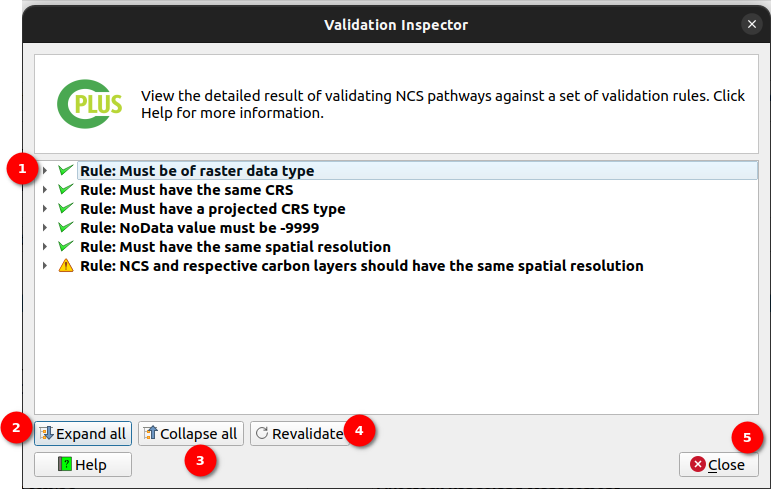 Validation Inspector
CPLUS
View the detailed result of validating NCS pathways against a set of validation rules. Click
Help for more information.
1
Rule: Must be of raster data type
Rule: Must have the same CRS
Rule: Must have a projected CRS type
Rule: NoData value must be -9999
Rule: Must have the same spatial resolution
Rule: NCS and respective carbon layers should have the same spatial resolution
2
Expand all
Collapse all
Revalidate
4
5
3
? Help
Close